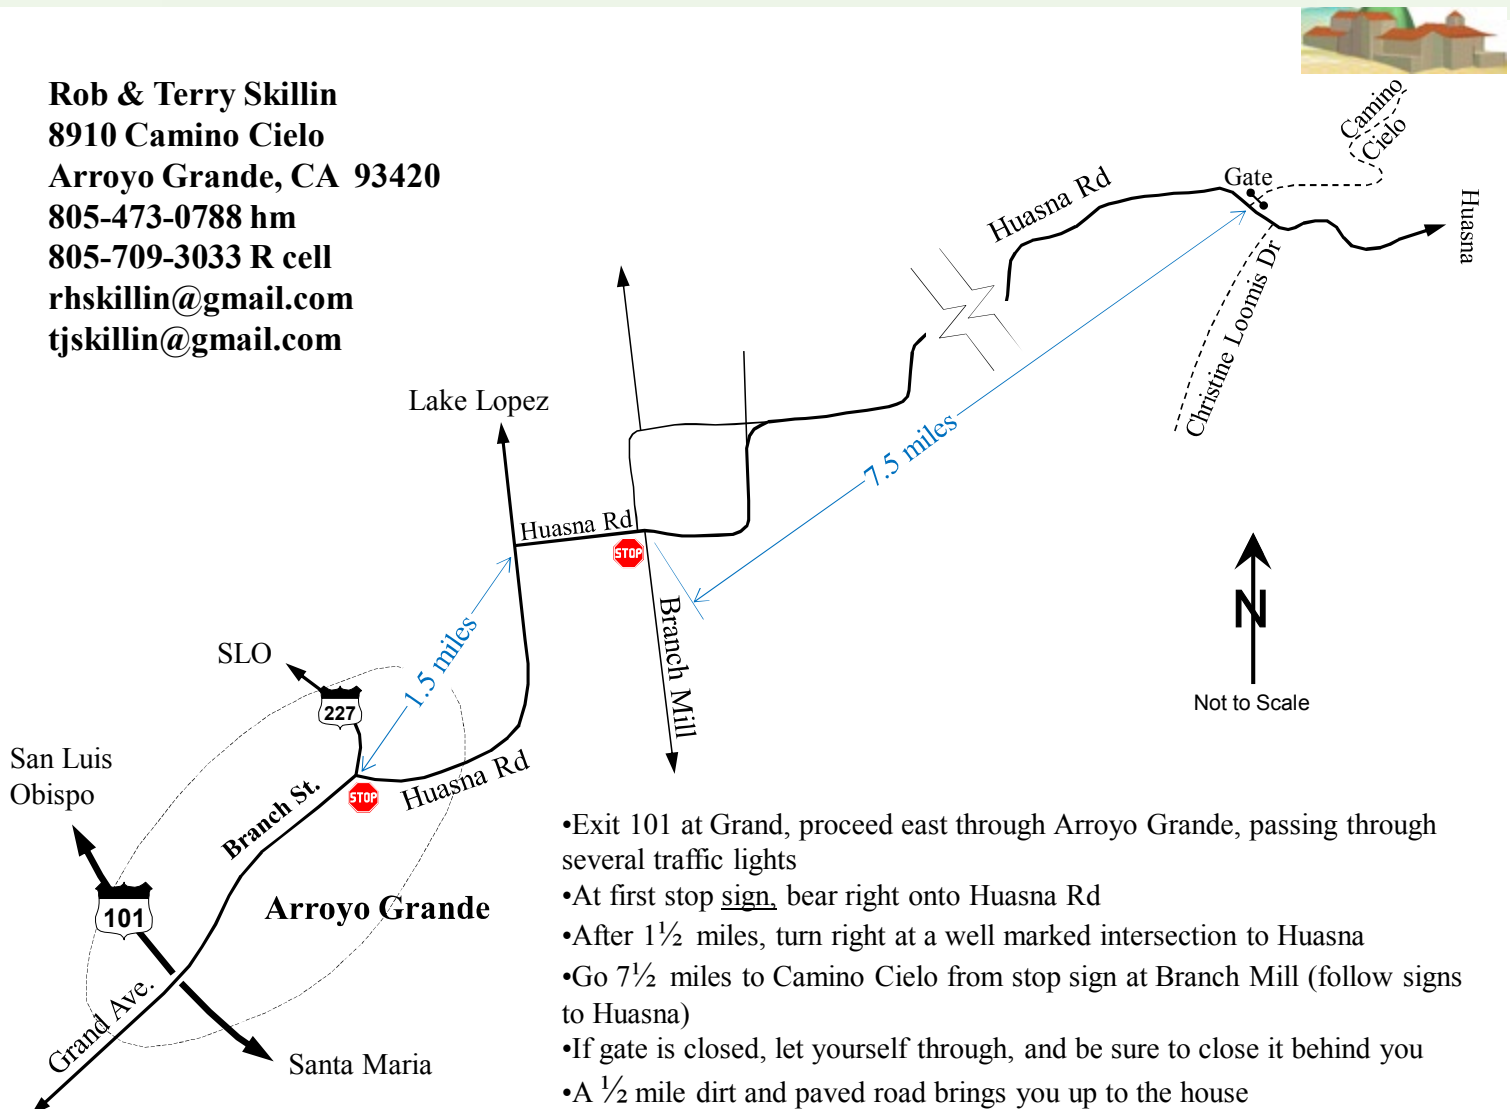 Rob & Terry Skillin
8910 Camino Cielo
Arroyo Grande, CA  93420
805-473-0788 hm
805-709-3033 R cell
rhskillin@gmail.com
tjskillin@gmail.com
Camino
Cielo
Gate
Huasna Rd
Huasna
Christine Loomis Dr
Lake Lopez
7.5 miles
Huasna Rd
STOP
Branch Mill
1.5 miles
N
Not to Scale
SLO
227
San Luis
Obispo
STOP
Huasna Rd
Branch St.
101
Arroyo Grande
Grand Ave.
Santa Maria
•Exit 101 at Grand, proceed east through Arroyo Grande, passing through
several traffic lights
•At first stop sign, bear right onto Huasna Rd
•After 1½ miles, turn right at a well marked intersection to Huasna
•Go 7½ miles to Camino Cielo from stop sign at Branch Mill (follow signs
to Huasna)
•If gate is closed, let yourself through, and be sure to close it behind you
•A ½ mile dirt and paved road brings you up to the house